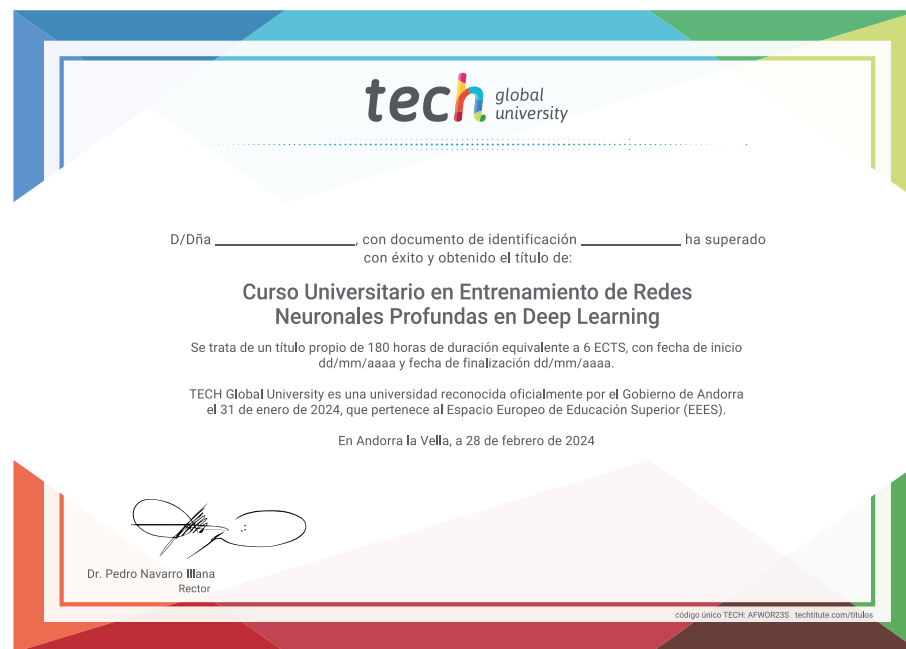 tech global
university
D/Dña ______________, con documento de identificación __________ ha superado
con éxito y obtenido el título de:
Curso Universitario en Entrenamiento de Redes
Neuronales Profundas en Deep Learning
Se trata de un título propio de 180 horas de duración equivalente a 6 ECTS, con fecha de inicio
dd/mm/aaaa y fecha de finalización dd/mm/aaaa.
TECH Global University es una universidad reconocida oficialmente por el Gobierno de Andorra
el 31 de enero de 2024, que pertenece al Espacio Europeo de Educación Superior (EEES).
En Andorra la Vella, a 28 de febrero de 2024
Dr. Pedro Navarro Illana
Rector
código único TECH: AFWOR23S techtitute.com/titulos